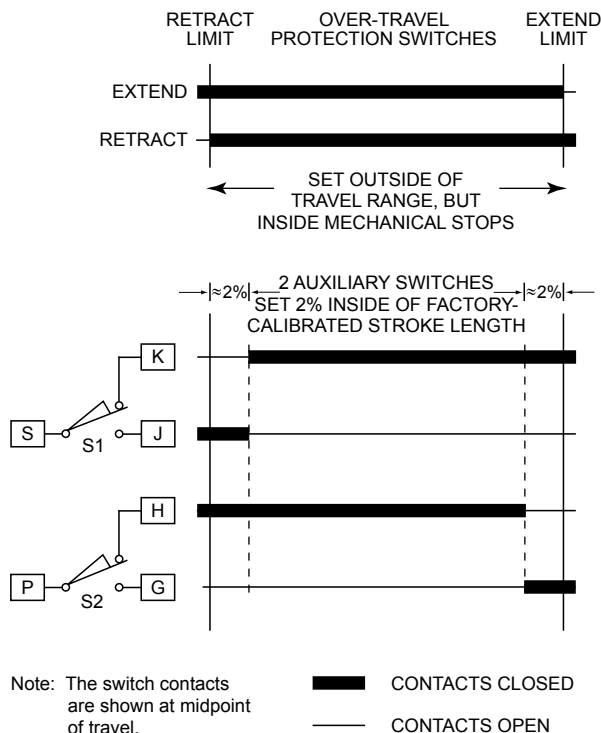 RETRACT LIMIT
OVER-TRAVEL PROTECTION SWITCHES
EXTEND LIMIT
EXTEND
RETRACT
SET OUTSIDE OF
TRAVEL RANGE, BUT
INSIDE MECHANICAL STOPS
≈2%
2 AUXILIARY SWITCHES
≈2%
SET 2% INSIDE OF FACTORY-
CALIBRATED STROKE LENGTH
K
S
S1
J
H
P
S2
G
Note: The switch contacts
are shown at midpoint
of travel.
CONTACTS CLOSED
CONTACTS OPEN